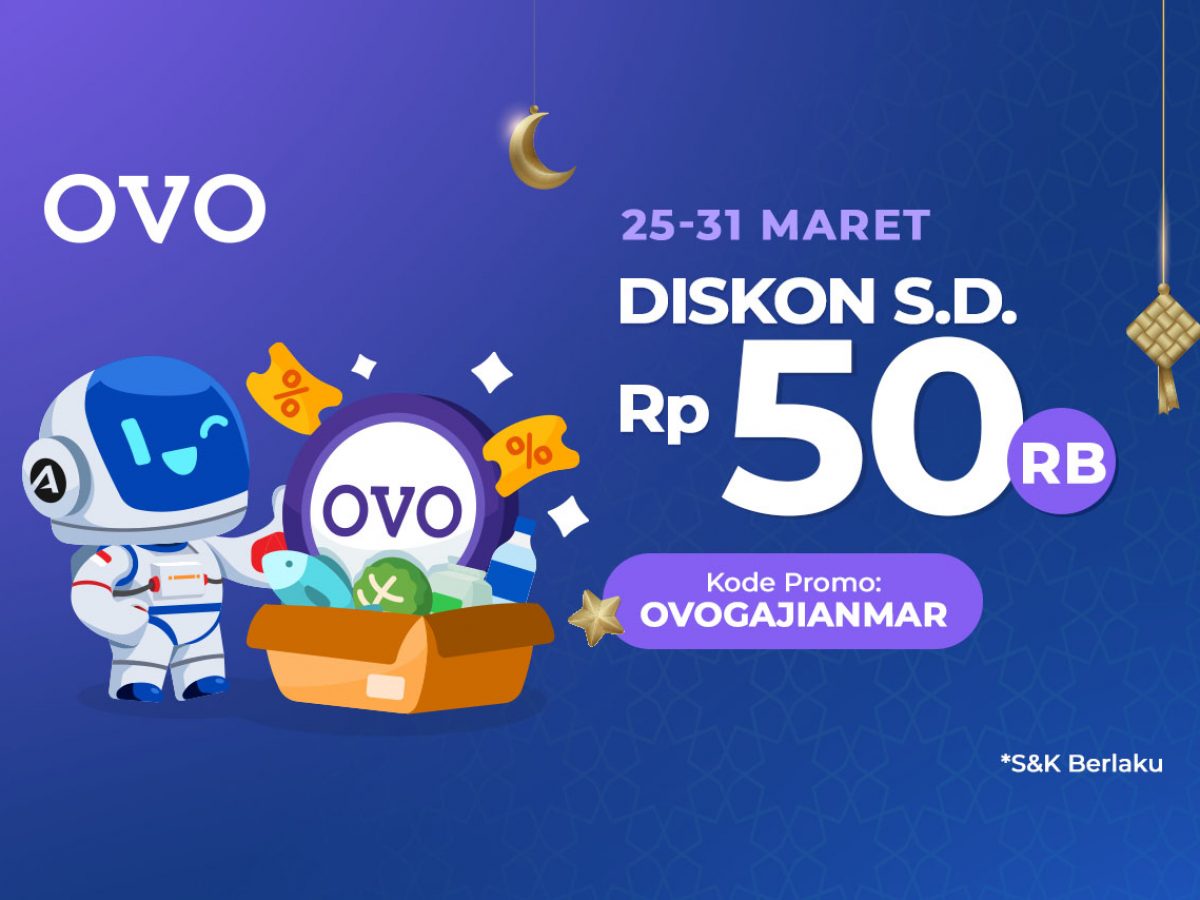 OVO
25-31 MARET
DISKON S.D.
Rp 50 RB
Kode Promo:
OVOGAJIANMAR
OVO
% %
A
*S&K Berlaku